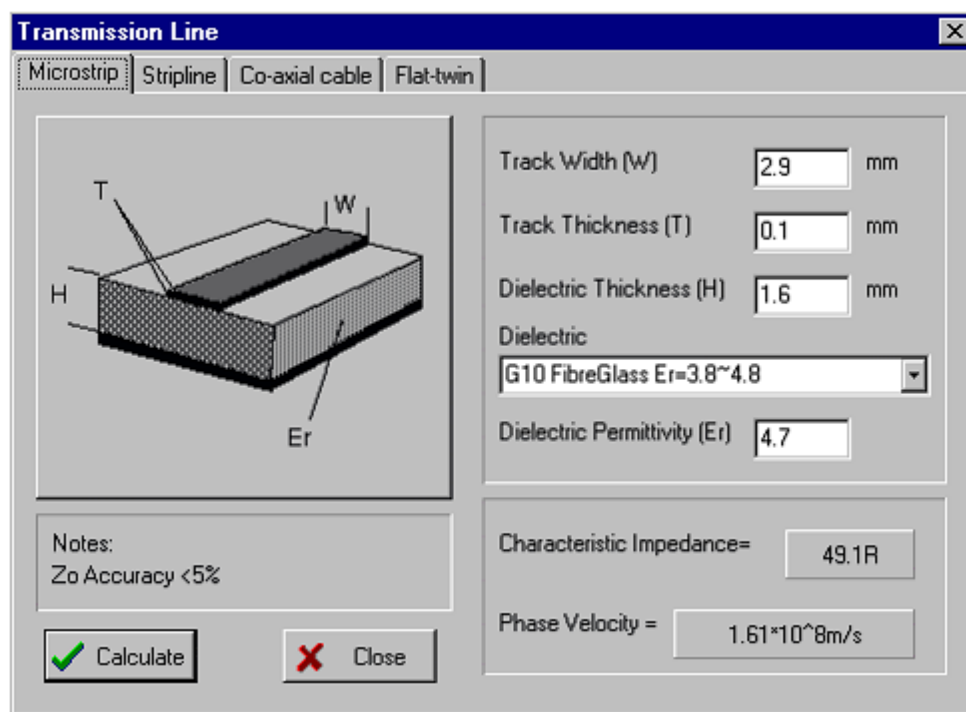 Transmission Line
Microstrip Stripline Co-axial cable Flat-twin
T
W
H
Er
Track Width (W) 2.9 mm
Track Thickness (T) 0.1 mm
Dielectric Thickness (H) 1.6 mm
Dielectric
G10 FibreGlass Er=3.8~4.8
Dielectric Permittivity (Er) 4.7
Notes:
Zo Accuracy <5%
Characteristic Impedance= 49.1R
Phase Velocity = 1.61*10^8m/s
Calculate Close